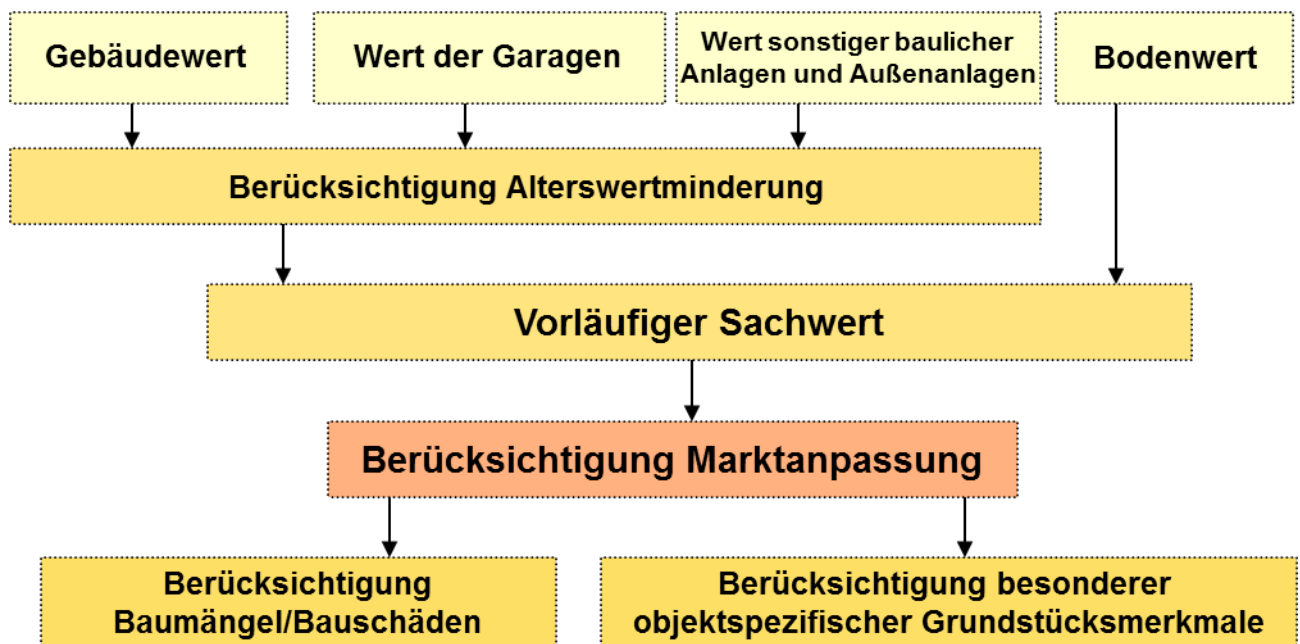 Gebäudewert
Wert der Garagen
Wert sonstiger baulicher
Anlagen und Außenanlagen
Bodenwert
Berücksichtigung Alterswertminderung
Vorläufiger Sachwert
Berücksichtigung Marktanpassung
Berücksichtigung
Baumängel/Bauschäden
Berücksichtigung besonderer
objektspezifischer Grundstücksmerkmale